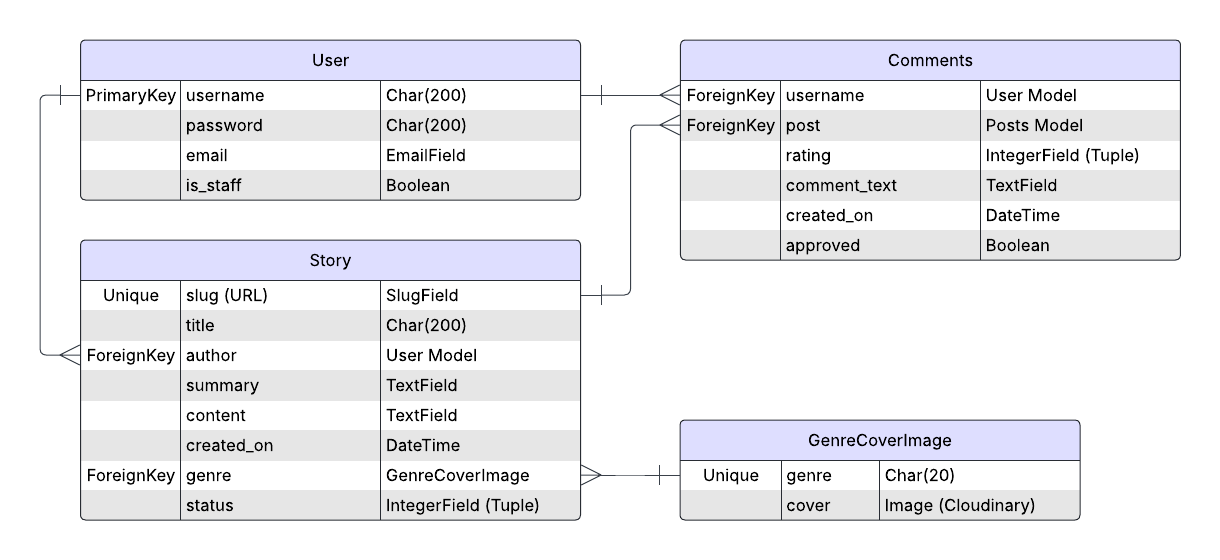 User
PrimaryKey username Char(200)
password Char(200)
email EmailField
is_staff Boolean
Comments
ForeignKey username User Model
ForeignKey post Posts Model
rating IntegerField (Tuple)
comment_text TextField
created_on DateTime
approved Boolean
Story
Unique slug (URL) SlugField
title Char(200)
ForeignKey author User Model
summary TextField
content TextField
created_on DateTime
ForeignKey genre GenreCoverImage
status IntegerField (Tuple)
GenreCoverImage
Unique genre Char(20)
cover Image (Cloudinary)